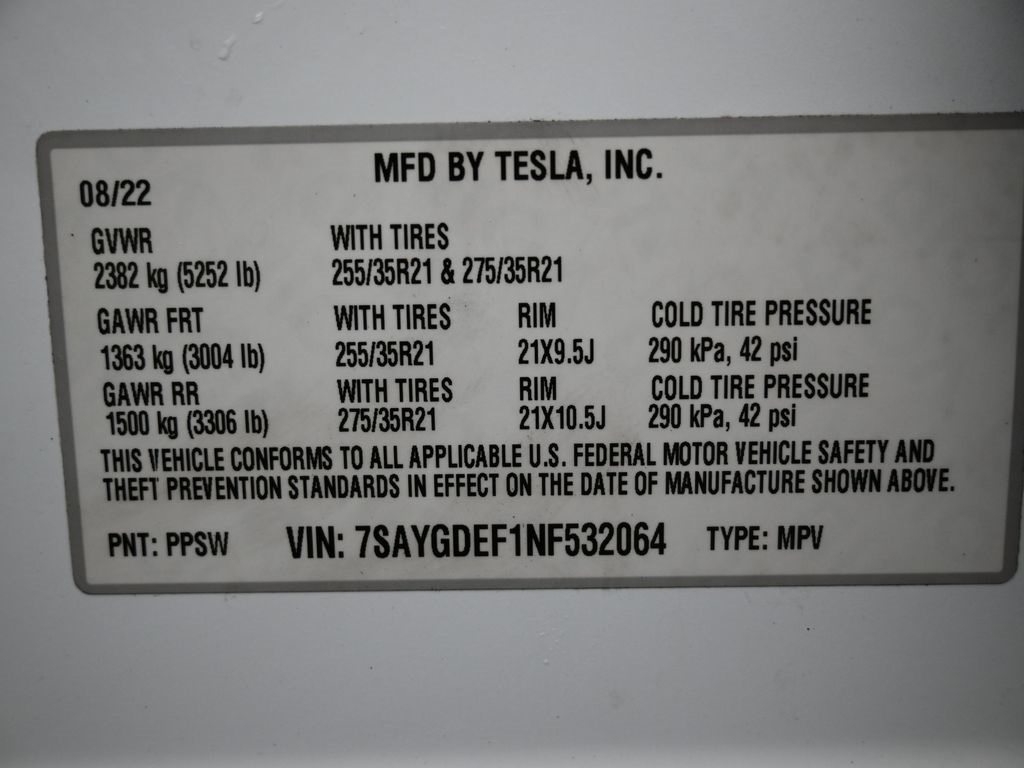 MFD BY TESLA, INC.
08/22
GVWR WITH TIRES
2382 kg (5252 lb) 255/35R21 & 275/35R21
GAWR FRT WITH TIRES RIM COLD TIRE PRESSURE
1363 kg (3004 lb) 255/35R21 21X9.5J 290 kPa, 42 psi
GAWR RR WITH TIRES RIM COLD TIRE PRESSURE
1500 kg (3306 lb) 275/35R21 21X10.5J 290 kPa, 42 psi
THIS VEHICLE CONFORMS TO ALL APPLICABLE U.S. FEDERAL MOTOR VEHICLE SAFETY AND
THEFT PREVENTION STANDARDS IN EFFECT ON THE DATE OF MANUFACTURE SHOWN ABOVE.
PNT: PPSW VIN: 7SAYGDEF1NF532064 TYPE: MPV